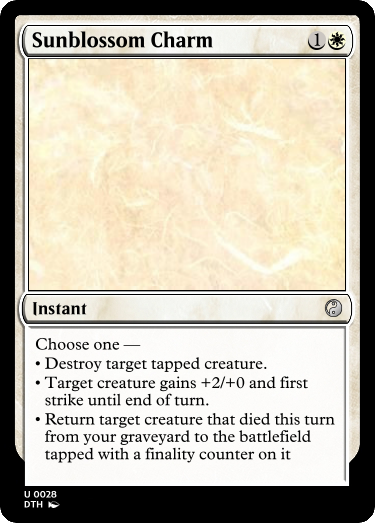 Sunblossom Charm 1
Instant
Choose one —
• Destroy target tapped creature.
• Target creature gains +2/+0 and first
strike until end of turn.
• Return target creature that died this turn
from your graveyard to the battlefield
tapped with a finality counter on it
U 0028
DTH